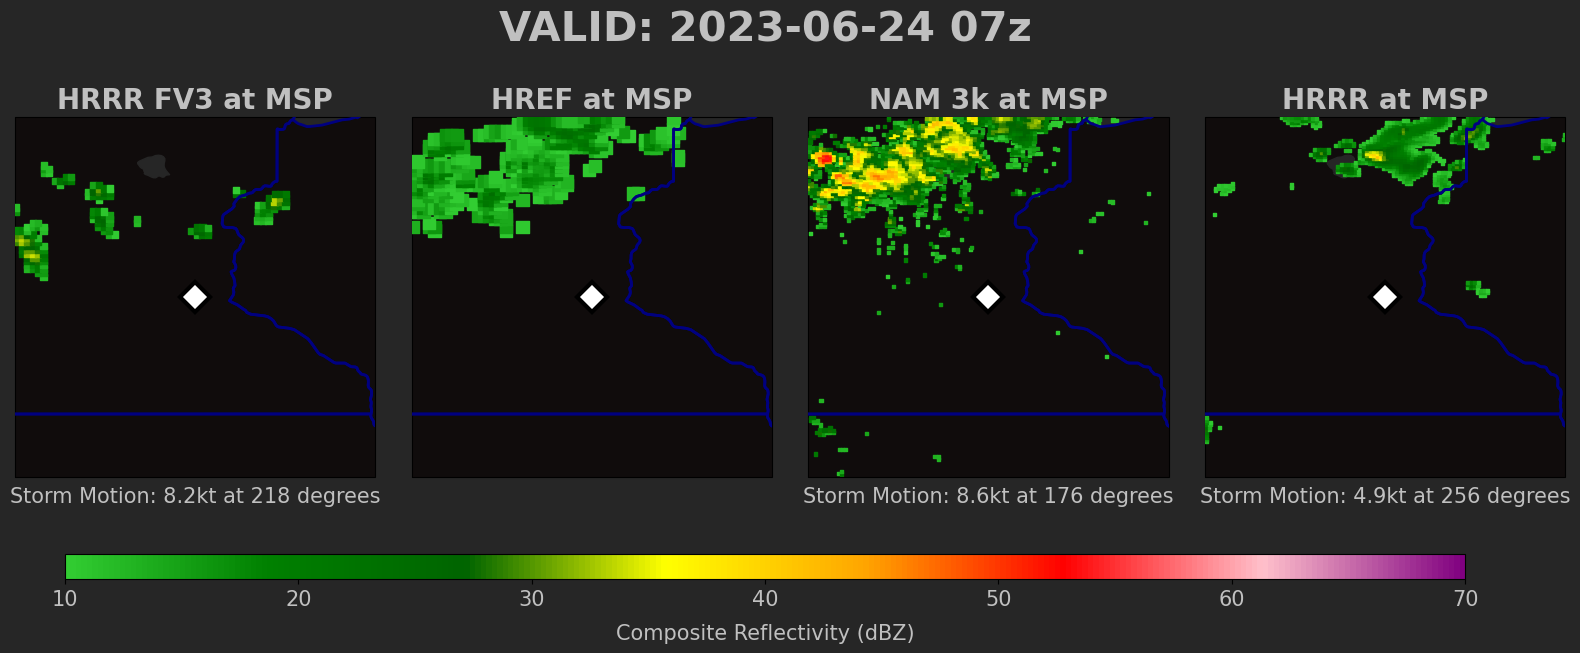 VALID: 2023-06-24 07z
HRRR FV3 at MSP
HREF at MSP
NAM 3k at MSP
HRRR at MSP
Storm Motion: 8.2kt at 218 degrees
Storm Motion: 8.6kt at 176 degrees
Storm Motion: 4.9kt at 256 degrees
10 20 30 40 50 60 70
Composite Reflectivity (dBZ)